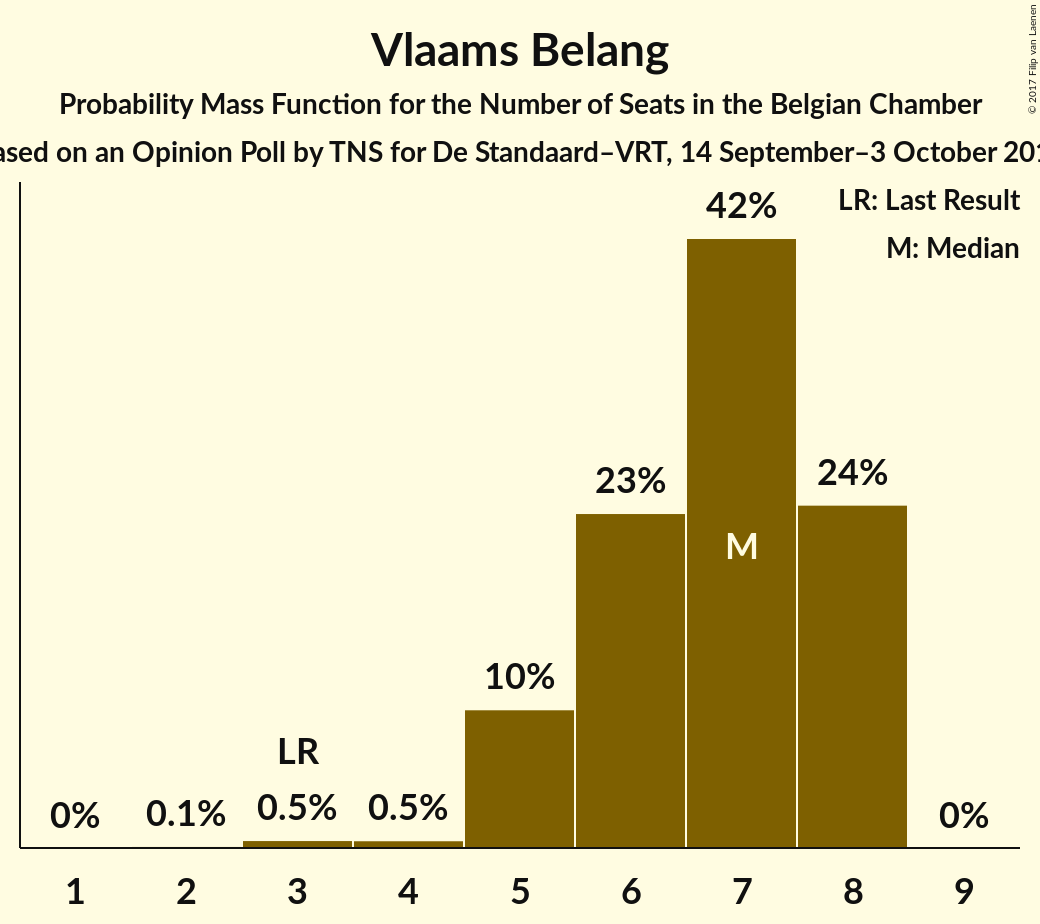 Vlaams Belang
Probability Mass Function for the Number of Seats in the Belgian Chamber
on an Opinion Poll by TNS for De Standaard–VRT, 14 September–3 October
© 2017 Filip van Laenen
LR: Last Result
M: Median
42%
24%
23%
M
10%
LR
0% 0.1% 0.5% 0.5% 0%
1 2 3 4 5 6 7 8 9